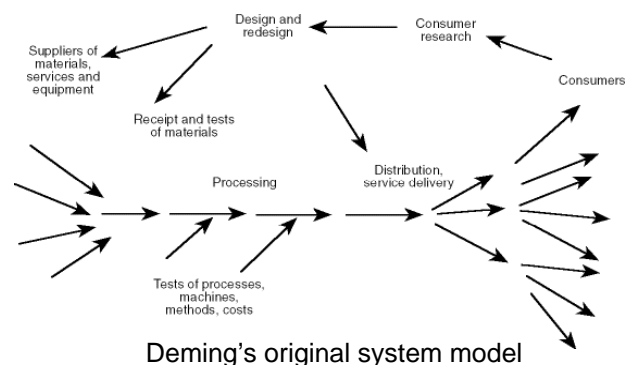 Design and
redesign
Consumer
research
Suppliers of
materials,
services and
equipment
Consumers
Receipt and tests
of materials
Distribution,
service delivery
Processing
Tests of processes,
machines,
methods, costs
Deming's original system model